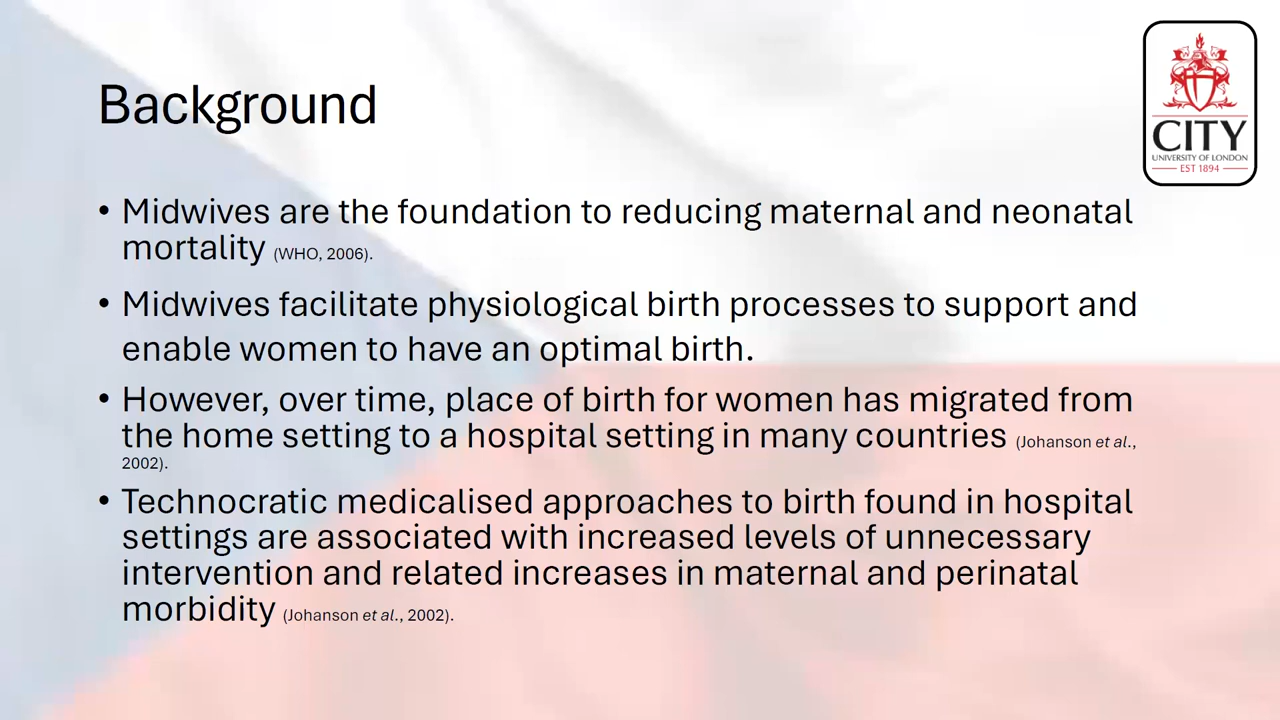 Background
CITY
UNIVERSITY OF LONDON
EST 1894
• Midwives are the foundation to reducing maternal and neonatal
mortality (WHO, 2006).
• Midwives facilitate physiological birth processes to support and
enable women to have an optimal birth.
• However, over time, place of birth for women has migrated from
the home setting to a hospital setting in many countries (Johanson et al.,
2002).
• Technocratic medicalised approaches to birth found in hospital
settings are associated with increased levels of unnecessary
intervention and related increases in maternal and perinatal
morbidity (Johanson et al., 2002).